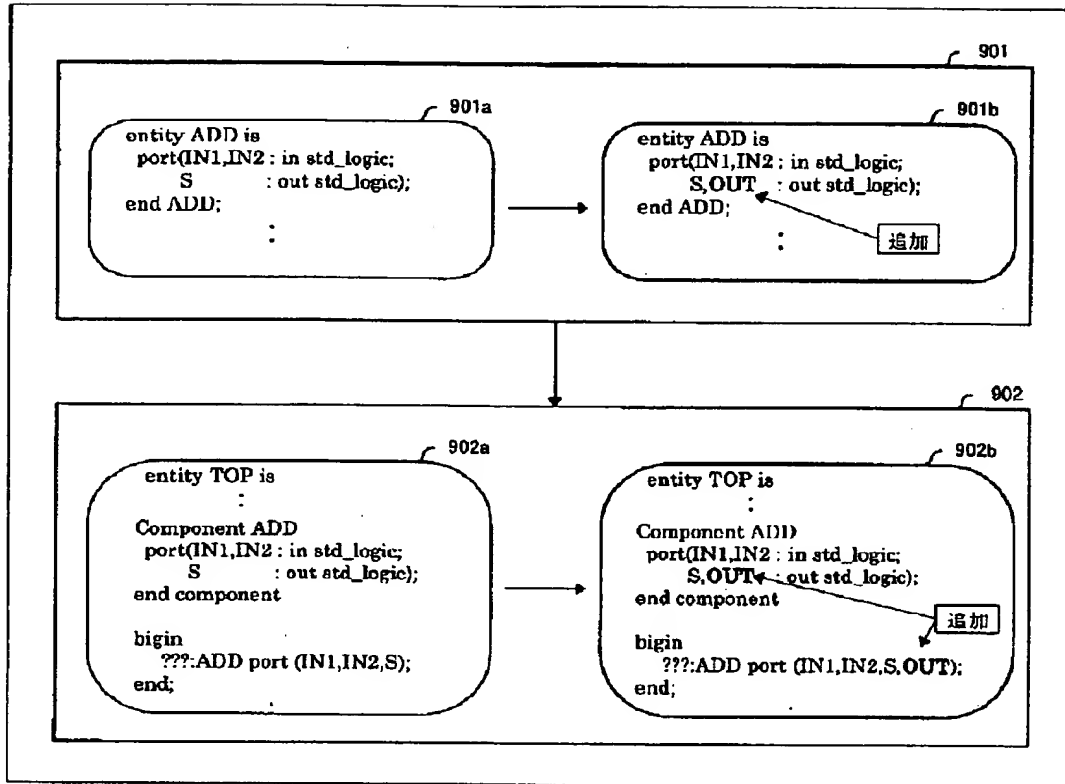 901
901a
entity ADD is
port(IN1,IN2 : in std_logic;
S : out std_logic);
end ADD;
901b
entity ADD is
port(IN1,IN2 : in std_logic;
S,OUT : out std_logic);
end ADD;
追加
902
902a
entity TOP is
Component ADD
port(IN1,IN2 : in std_logic;
S : out std_logic);
end component
bigin
???:ADD port (IN1,IN2,S);
end;
902b
entity TOP is
Component ADD
port(IN1,IN2 : in std_logic;
S,OUT : out std_logic);
end component
追加
bigin
???:ADD port (IN1,IN2,S,OUT);
end;